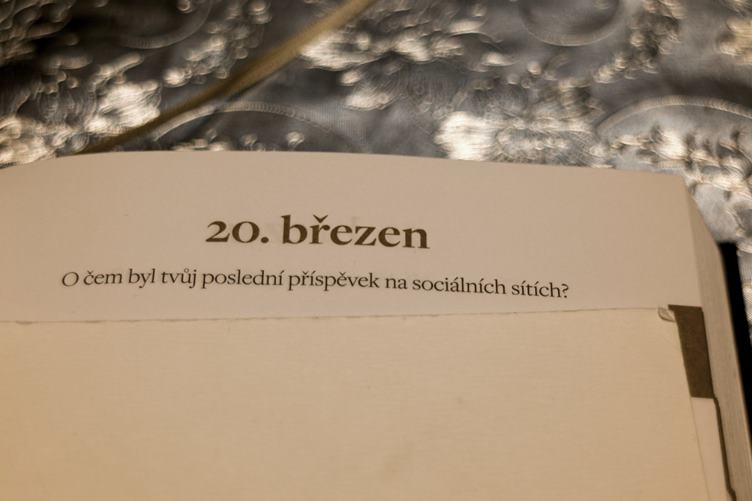 20. březen
O čem byl tvůj poslední příspěvek na sociálních sítích?